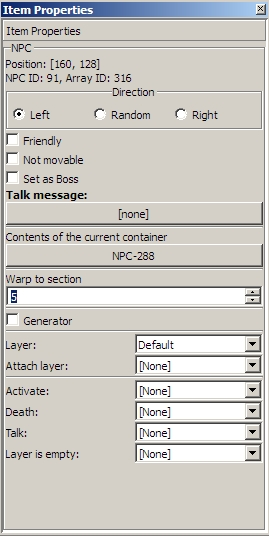 Item Properties
Item Properties
NPC
Position: [160, 128]
NPC ID: 91, Array ID: 316
Direction
Left Random Right
Friendly
Not movable
Set as Boss
Talk message:
[none]
Contents of the current container
NPC-288
Warp to section
5
Generator
Layer: Default
Attach layer: [None]
Activate: [None]
Death: [None]
Talk: [None]
Layer is empty: [None]